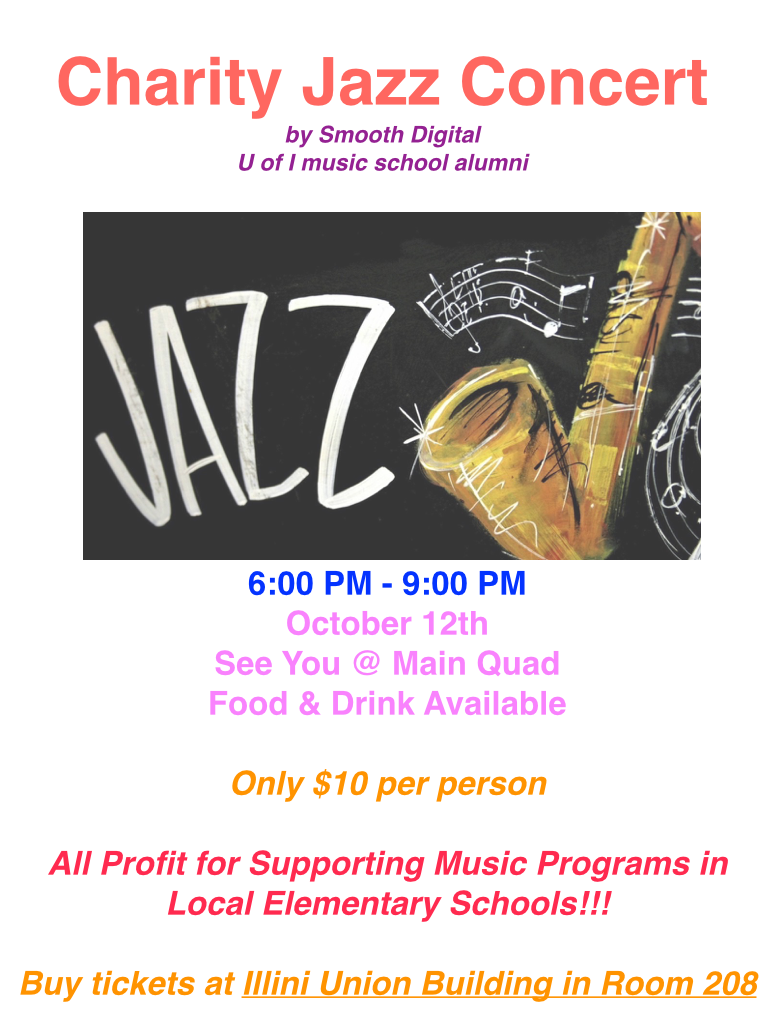 Charity Jazz Concert
by Smooth Digital
U of I music school alumni
JAZZ
6:00 PM - 9:00 PM
October 12th
See You @ Main Quad
Food & Drink Available
Only $10 per person
All Profit for Supporting Music Programs in
Local Elementary Schools!!!
Buy tickets at Illini Union Building in Room 208